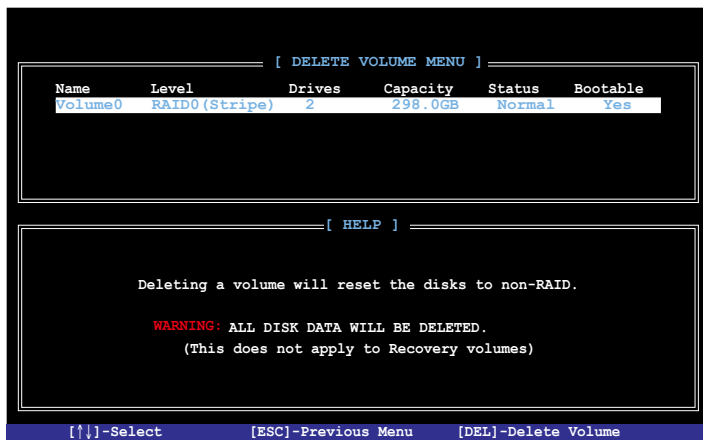 [ DELETE VOLUME MENU ]
Name Level Drives Capacity Status Bootable
Volume0 RAID0(Stripe) 2 298.0GB Normal Yes
[ HELP ]
Deleting a volume will reset the disks to non-RAID.
WARNING: ALL DISK DATA WILL BE DELETED.
(This does not apply to Recovery volumes)
[↑↓]-Select [ESC]-Previous Menu [DEL]-Delete Volume